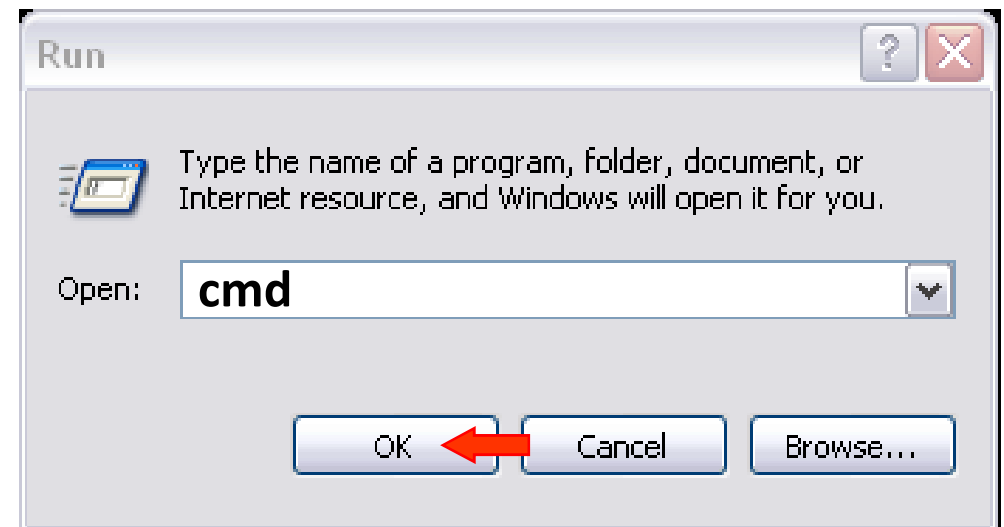 Run
?
Type the name of a program, folder, document, or
Internet resource, and Windows will open it for you.
Open: cmd
OK Cancel Browse...